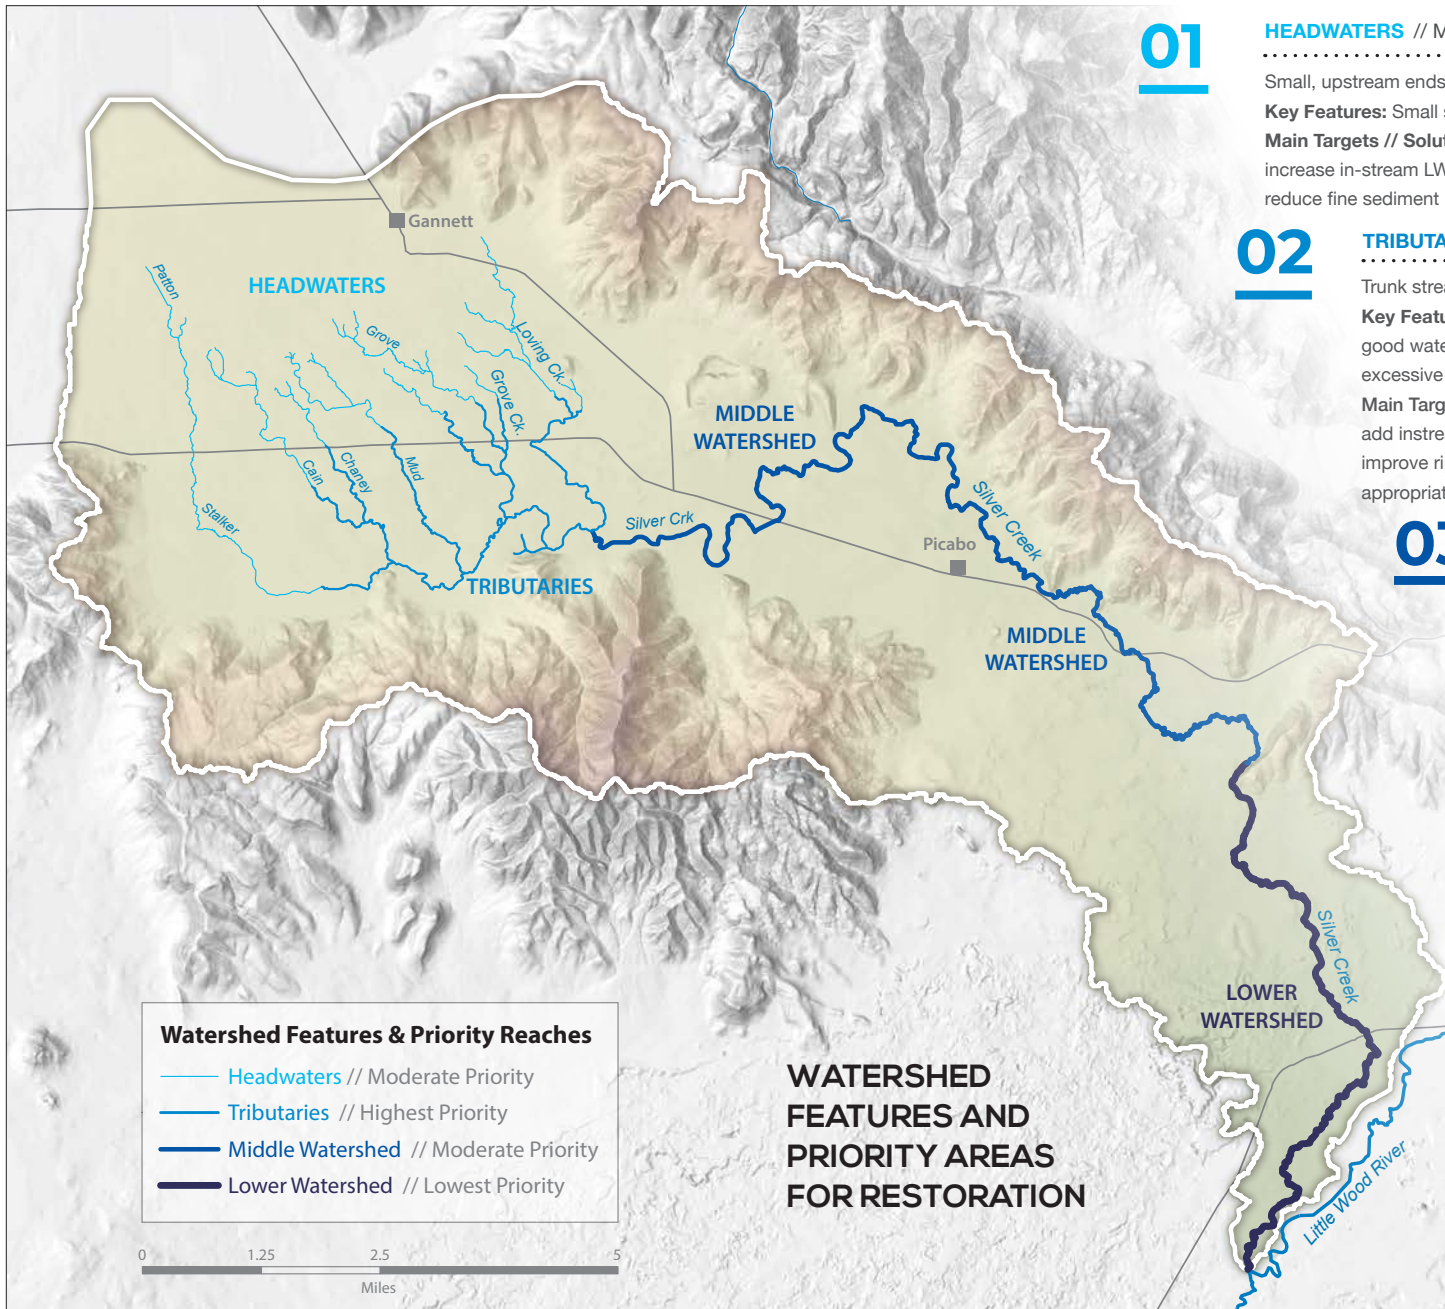 01
HEADWATERS // M
Small, upstream ends
Key Features: Small s
Main Targets // Solut
increase in-stream LW
reduce fine sediment
02
TRIBUTA
Trunk strea
Key Featu
good wate
excessive
Main Targ
add instre
improve ri
appropriat
03
Gannett
HEADWATERS
Patton
Grove
Loving Ck.
Grove Ck.
Cain
Chaney
Mud
Stalker
TRIBUTARIES
Silver Crk
MIDDLE
WATERSHED
Silver Creek
Picabo
MIDDLE
WATERSHED
Silver Creek
LOWER
WATERSHED
Little Wood River
Watershed Features & Priority Reaches
Headwaters // Moderate Priority
Tributaries // Highest Priority
Middle Watershed // Moderate Priority
Lower Watershed // Lowest Priority
0 1.25 2.5 5
Miles
WATERSHED
FEATURES AND
PRIORITY AREAS
FOR RESTORATION